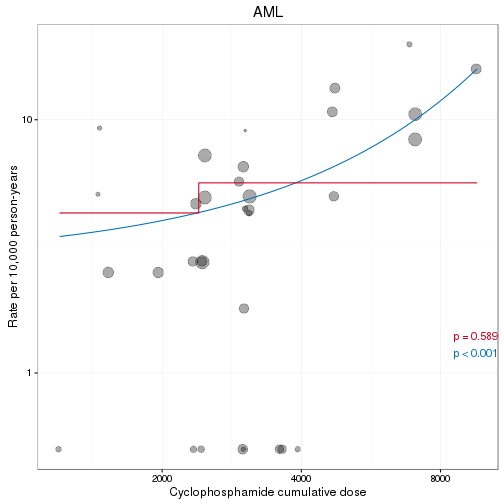 AML
Rate per 10,000 person-years
10
1
p = 0.589
p < 0.001
2000 4000 8000
Cyclophosphamide cumulative dose